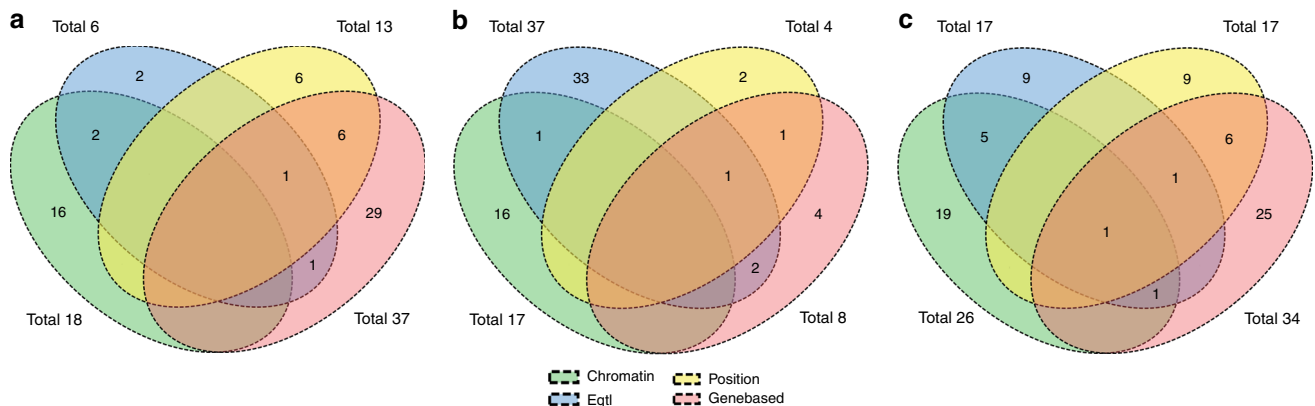 a
Total 6
Total 13
2
6
2
6
1
16
29
1
Total 18
Total 37
b
Total 37
Total 4
33
2
1
1
1
16
4
2
Total 17
Total 8
c
Total 17
Total 17
9
9
5
6
1
19
25
1
1
Total 26
Total 34
Chromatin
Position
Eqtl
Genebased